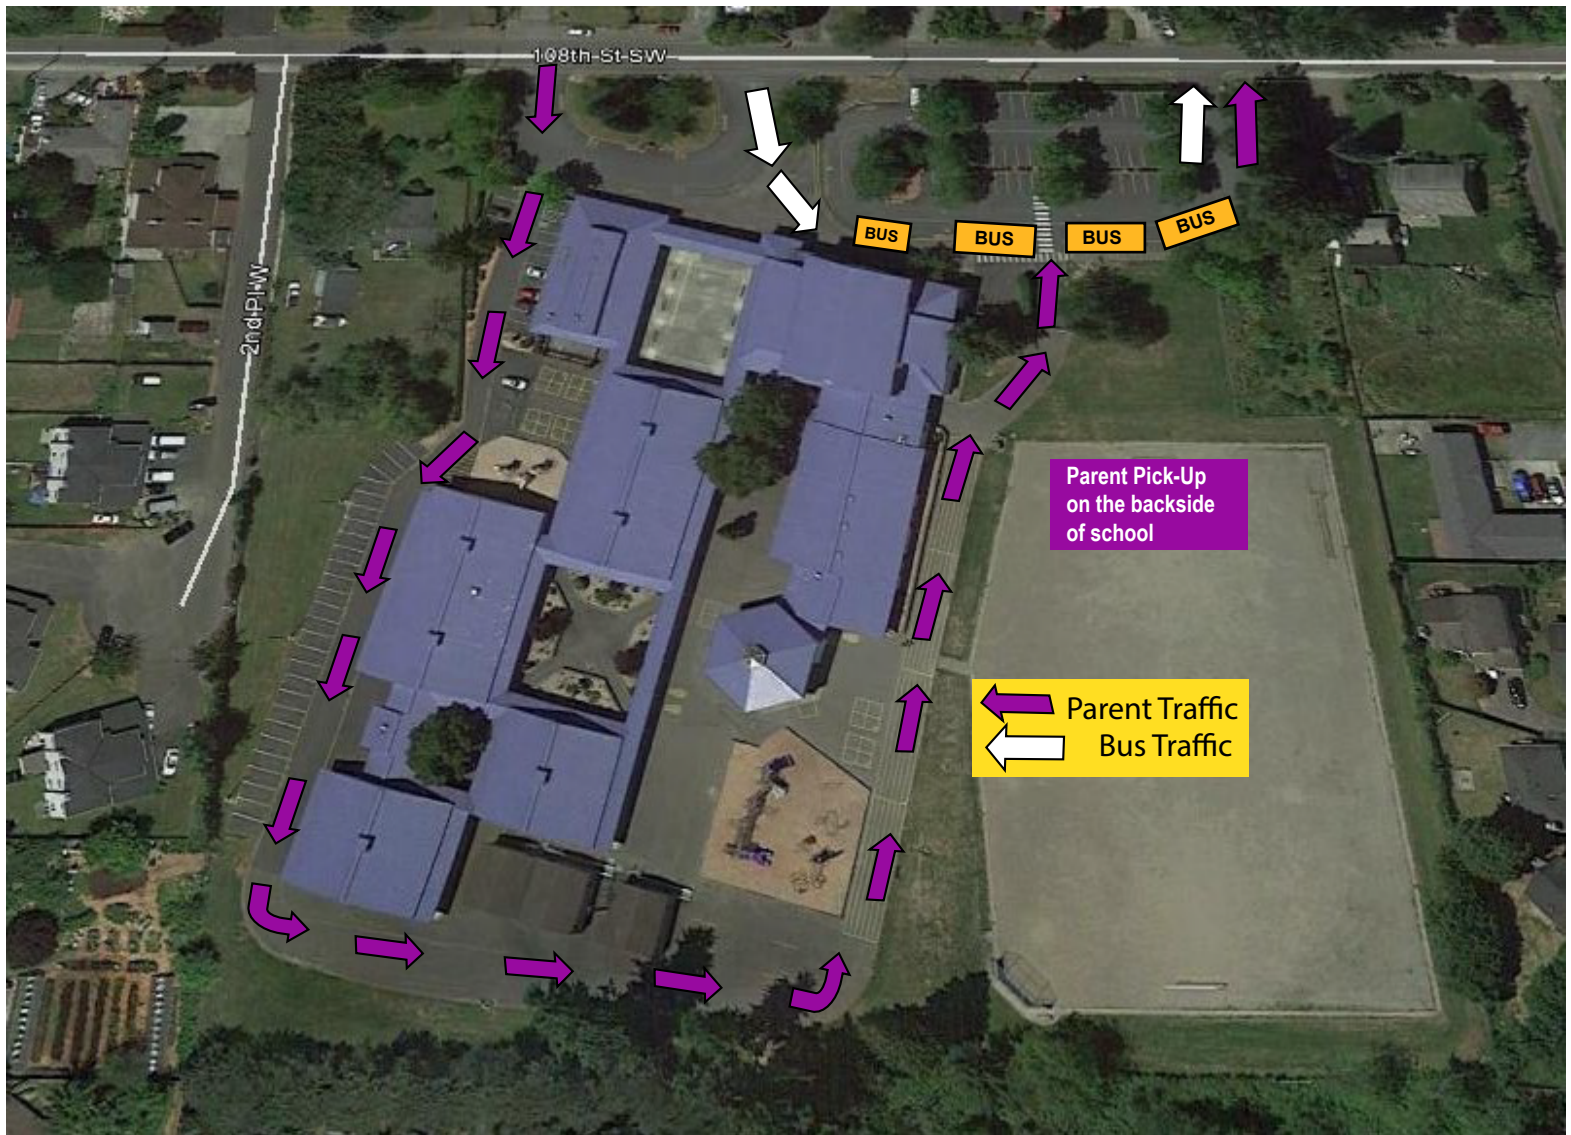 108th St SW
2nd Pl W
BUS
BUS
BUS
BUS
Parent Pick-Up
on the backside
of school
Parent Traffic
Bus Traffic